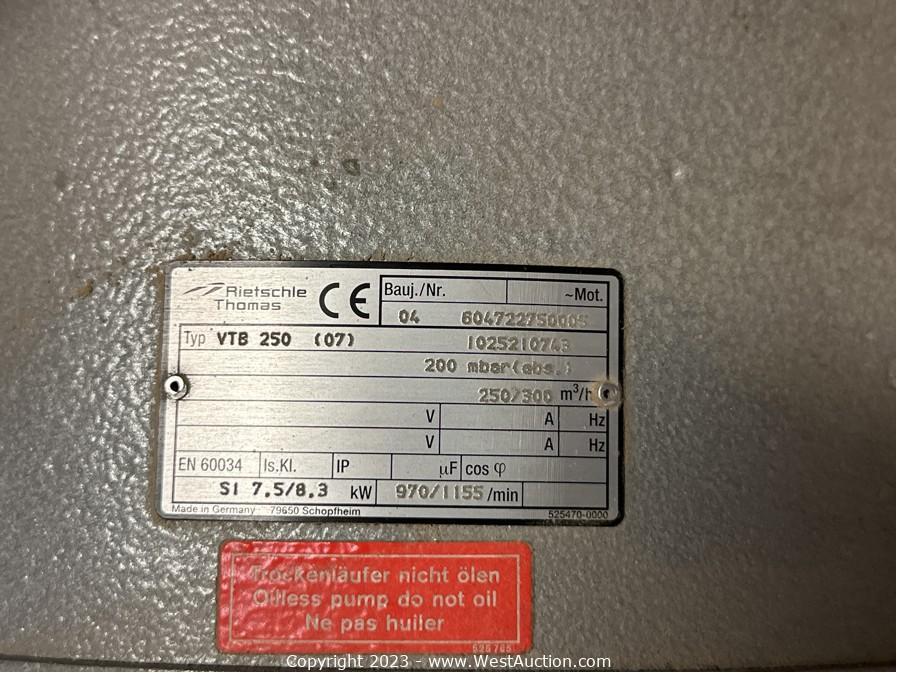 Rietschle
Thomas
CE
Bauj./Nr.
~Mot.
04 604722750005
Typ VTB 250 (07) 1025210743
200 mbar(abs.)
250/300 m³/h
V A Hz
V A Hz
EN 60034 Is.Kl. IP µF cos φ
S1 7.5/8.3 kW 970/1155 /min
Made in Germany 79650 Schopfheim 525470-0000
Trockenläufer nicht ölen
Oilless pump do not oil
Ne pas huiler
525 765
Copyright 2023 - www.WestAuction.com